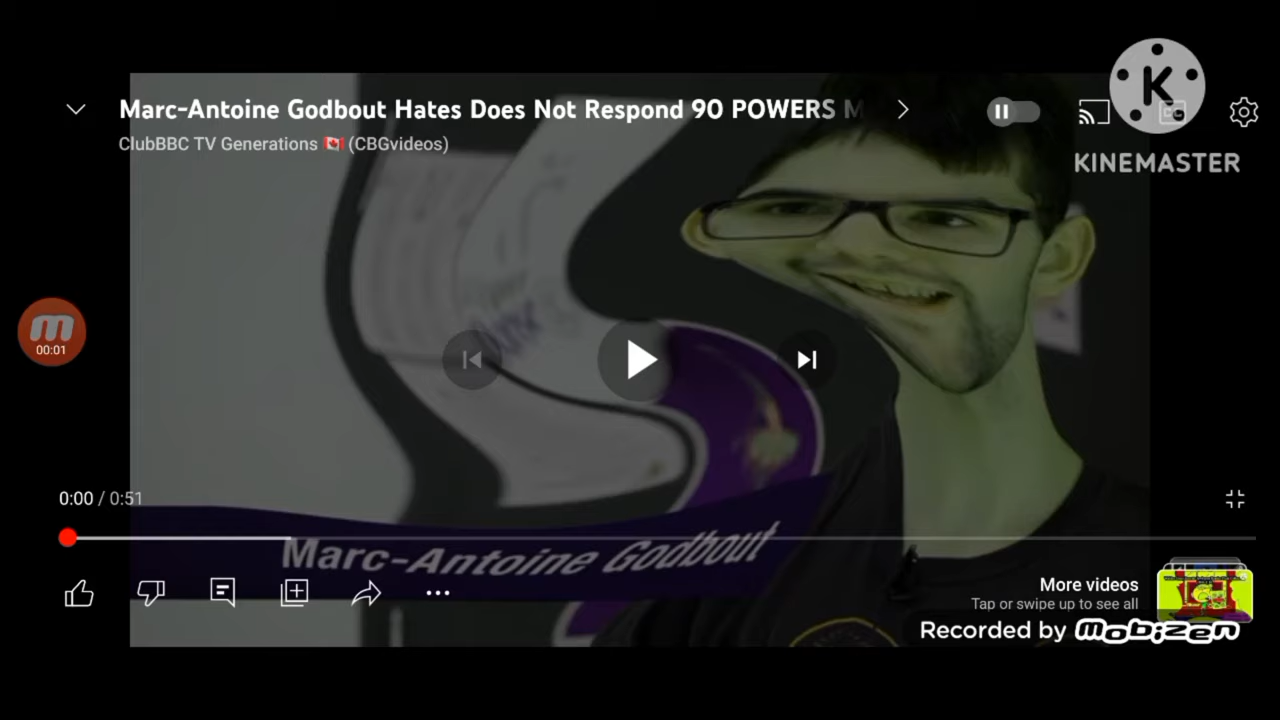 Marc-Antoine Godbout Hates Does Not Respond 90 POWERS M
ClubBBC TV Generations 🇨🇦 (CBGvideos)
K
KINEMASTER
m
00:01
0:00 / 0:51
Marc-Antoine Godbout
More videos
Tap or swipe up to see all
Recorded by mobizen